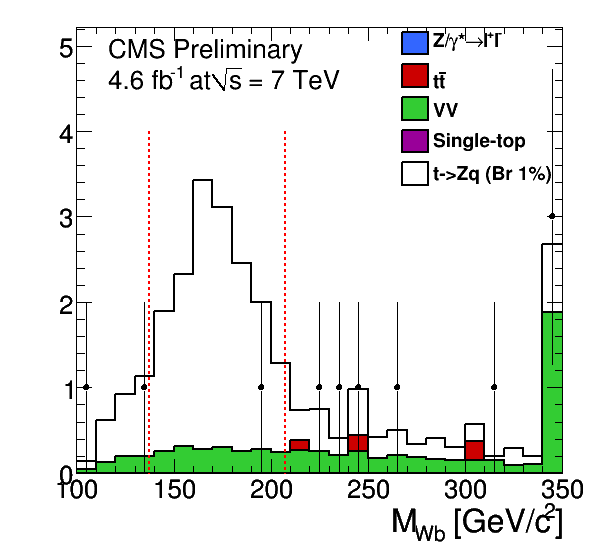 CMS Preliminary
4.6 fb⁻¹ at √s = 7 TeV
Z/γ*→l⁺l⁻
tt̄
VV
Single-top
t->Zq (Br 1%)
5
4
3
2
1
0
100 150 200 250 300 350
M_Wb [GeV/c²]